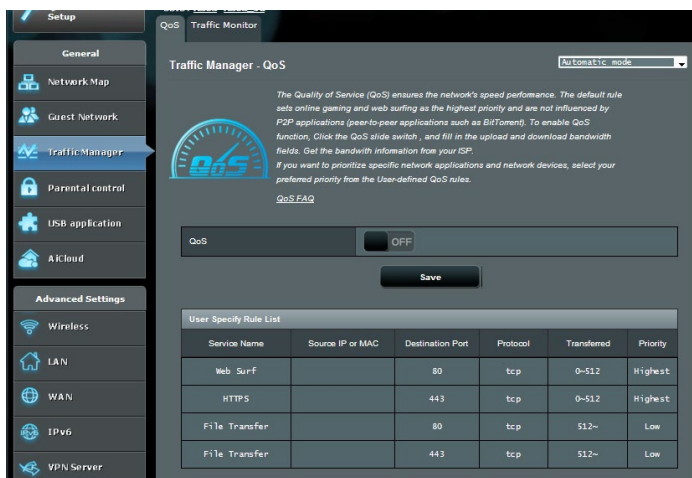 Setup
QoS Traffic Monitor
General
Network Map
Guest Network
Traffic Manager
Parental control
USB application
AiCloud
Advanced Settings
Wireless
LAN
WAN
IPv6
VPN Server
Traffic Manager - QoS
Automatic mode
The Quality of Service (QoS) ensures the network's speed performance. The default rule
sets online gaming and web surfing as the highest priority and are not influenced by
P2P applications (peer-to-peer applications such as BitTorrent). To enable QoS
function, Click the QoS slide switch , and fill in the upload and download bandwidth
fields. Get the bandwith information from your ISP.
If you want to prioritize specific network applications and network devices, select your
preferred priority from the User-defined QoS rules.
QoS FAQ
QoS
QoS
OFF
Save
User Specify Rule List
Service Name Source IP or MAC Destination Port Protocol Transferred Priority
Web Surf 80 tcp 0~512 Highest
HTTPS 443 tcp 0~512 Highest
File Transfer 80 tcp 512~ Low
File Transfer 443 tcp 512~ Low